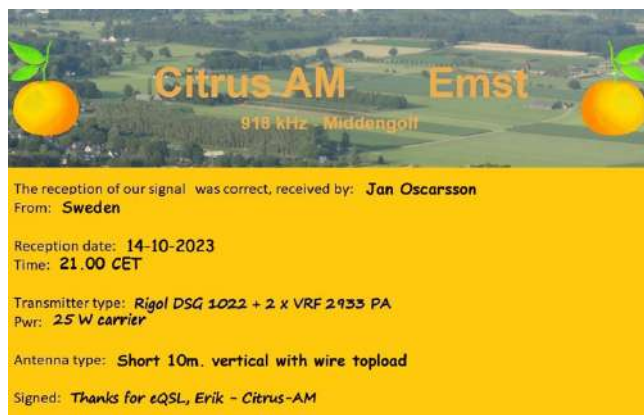 Citrus AM Emst
918 kHz - Middengolf
The reception of our signal was correct, received by: Jan Oscarsson
From: Sweden
Reception date: 14-10-2023
Time: 21.00 CET
Transmitter type: Rigol DSG 1022 + 2 x VRF 2933 PA
Pwr: 25 W carrier
Antenna type: Short 10m. vertical with wire topload
Signed: Thanks for eQSL, Erik - Citrus-AM